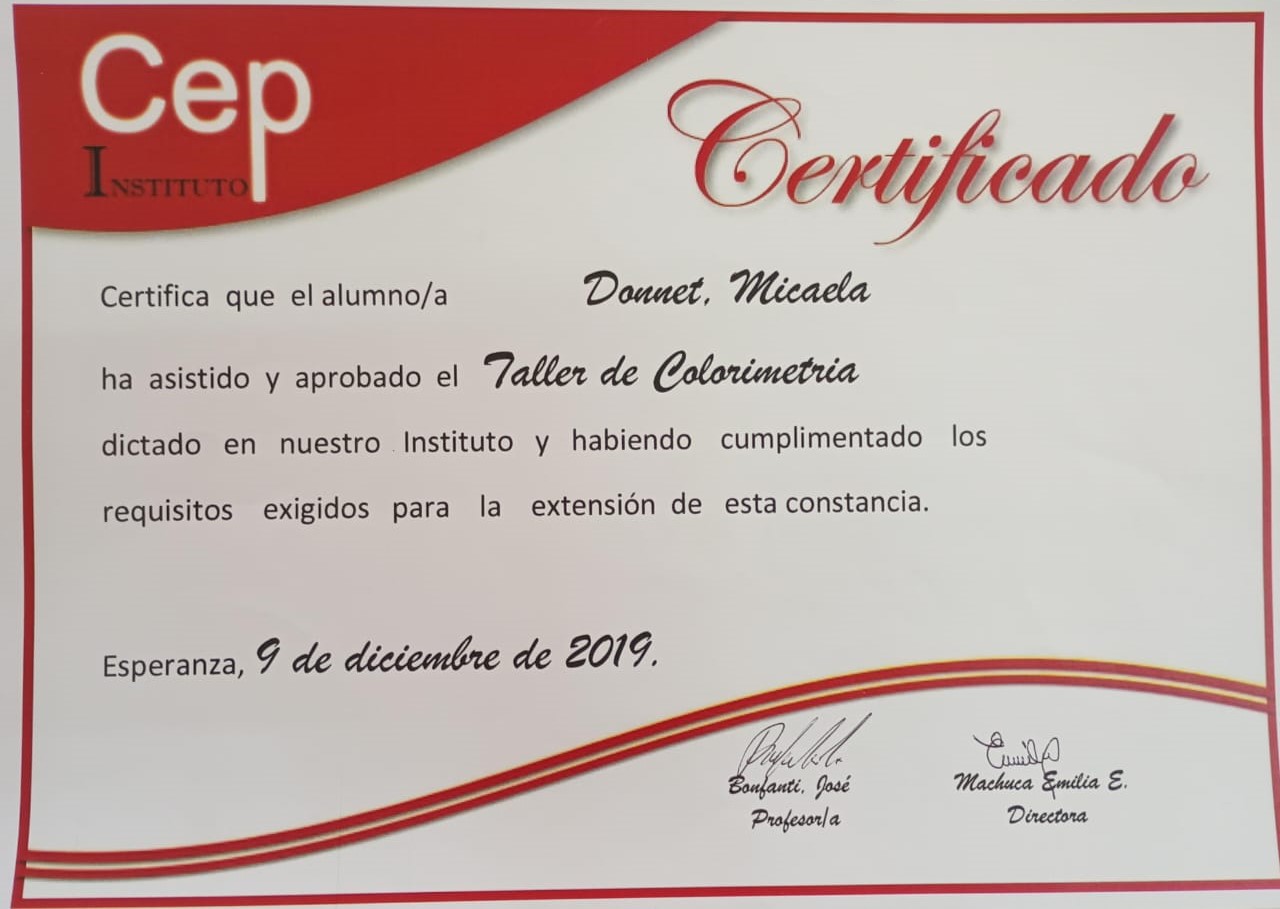 Cep
INSTITUTO
Certificado
Certifica que el alumno/a Donnet, Micaela
ha asistido y aprobado el Taller de Colorimetria
dictado en nuestro Instituto y habiendo cumplimentado los
requisitos exigidos para la extensión de esta constancia.
Esperanza, 9 de diciembre de 2019.
Bonfanti, José
Profesor/a
Machuca Emilia E.
Directora